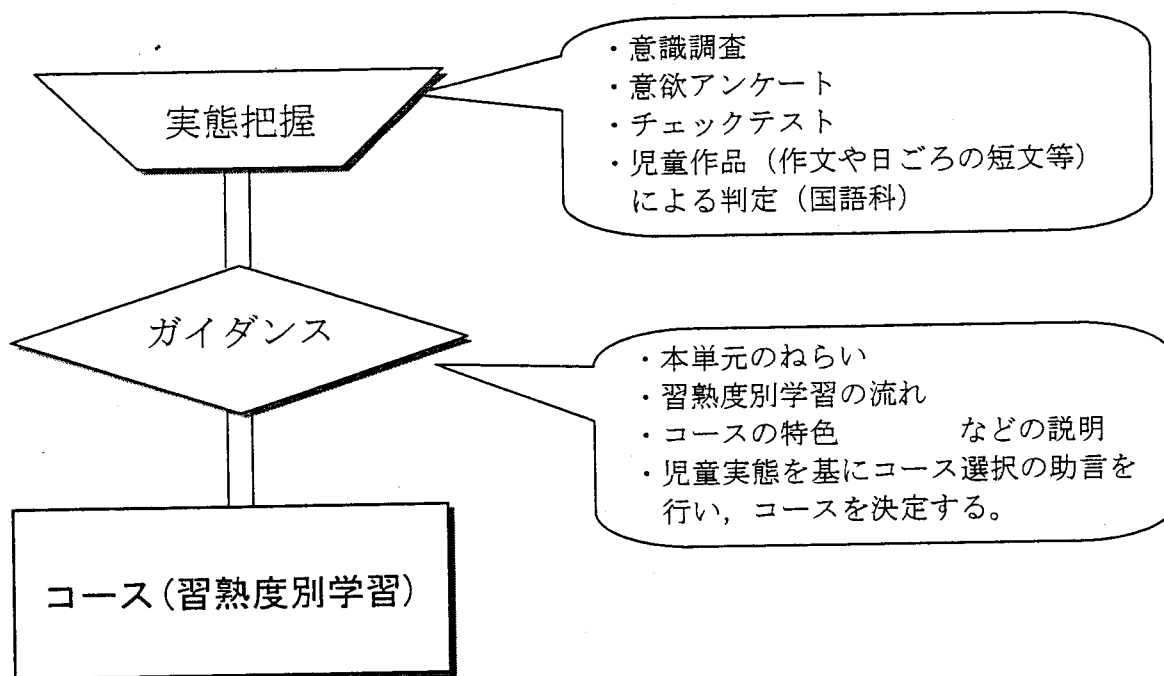 実態把握
・意識調査
・意欲アンケート
・チェックテスト
・児童作品（作文や日ごろの短文等）
による判定（国語科）
ガイダンス
・本単元のねらい
・習熟度別学習の流れ
・コースの特色　　　などの説明
・児童実態を基にコース選択の助言を
行い，コースを決定する。
コース（習熟度別学習）